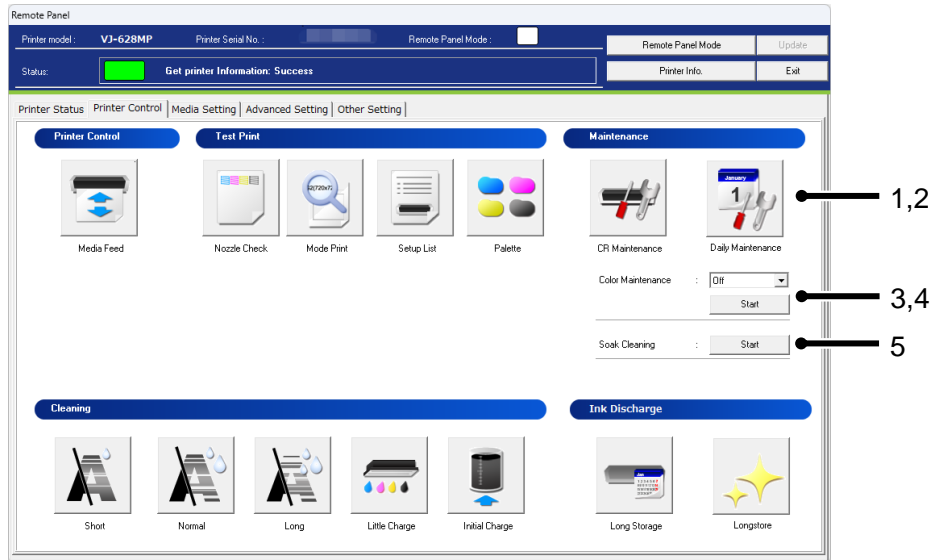 Remote Panel
Printer model : VJ-628MP Printer Serial No. : Remote Panel Mode : Remote Panel Mode Update
Status: Get printer Information: Success Printer Info. Exit
Printer Status Printer Control Media Setting Advanced Setting Other Setting
Printer Control Test Print Maintenance
January
1
1,2
Media Feed Nozzle Check Mode Print Setup List Palette CR Maintenance Daily Maintenance
Color Maintenance : Off
3,4
Start
Soak Cleaning : Start
5
Cleaning Ink Discharge
Short Normal Long Little Charge Initial Charge Long Storage Longstore